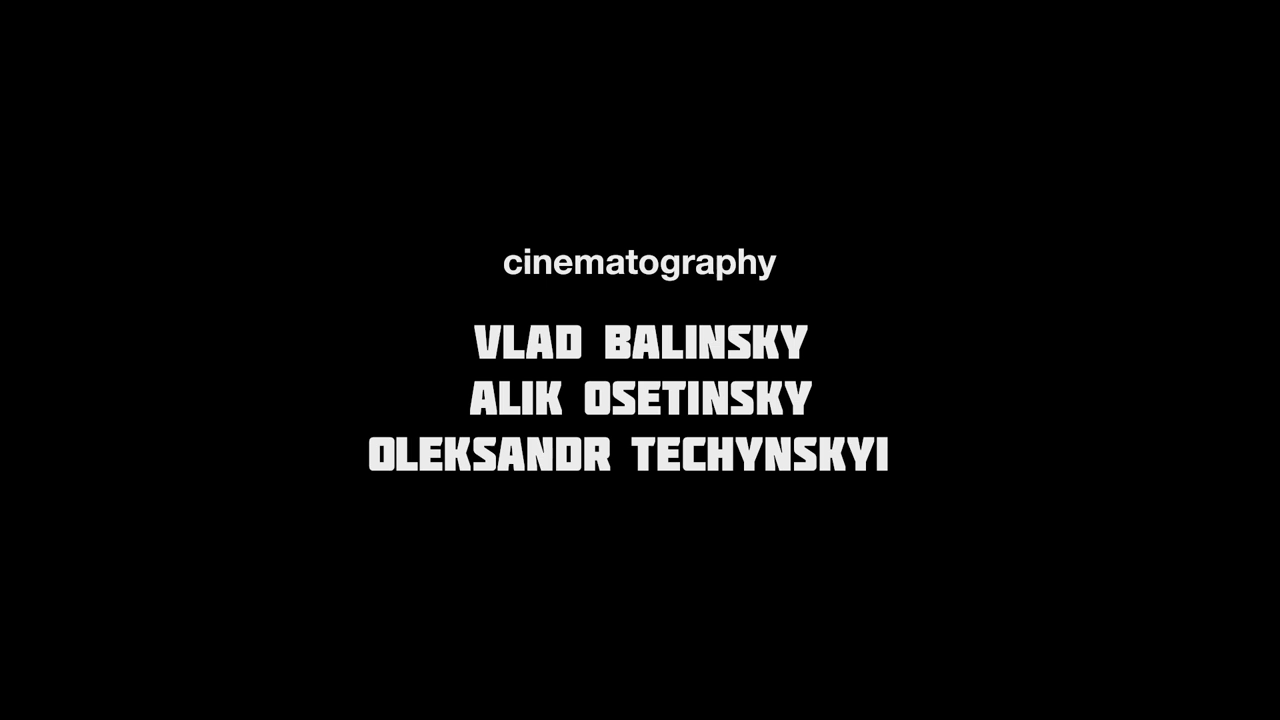 cinematography
VLAD BALINSKY
ALIK OSETINSKY
OLEKSANDR TECHYNSKYI